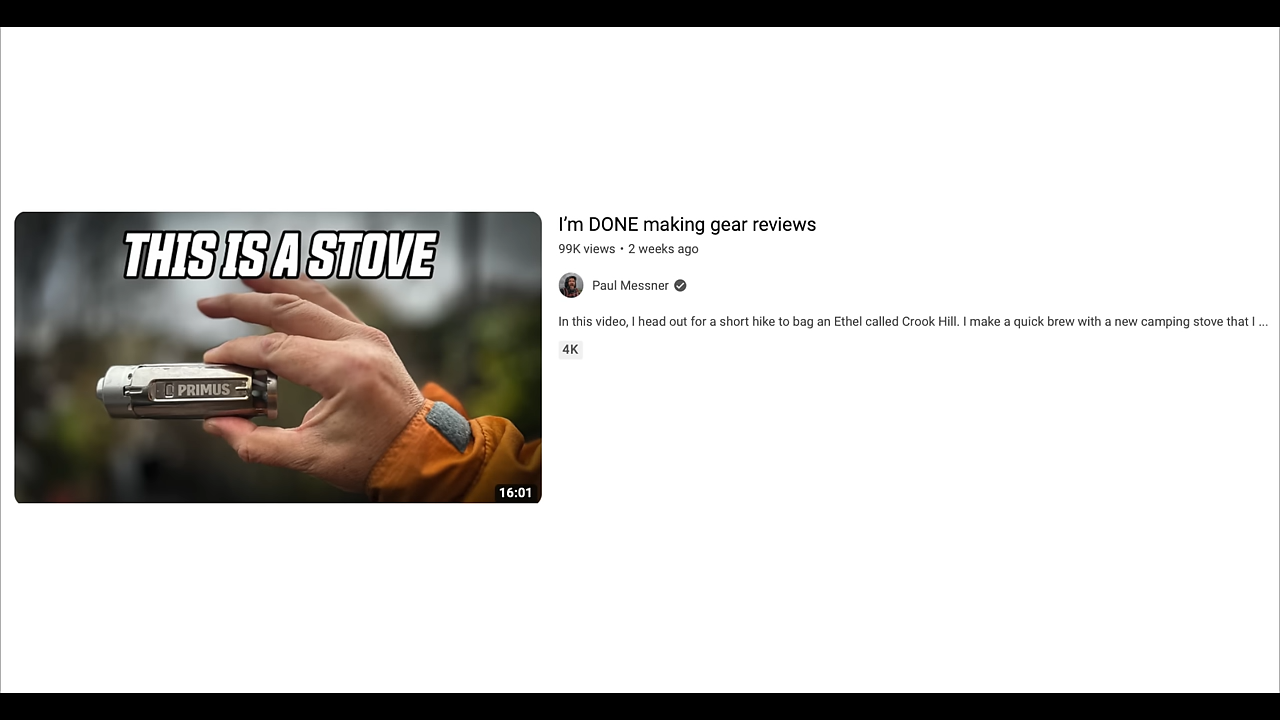 THIS IS A STOVE
PRIMUS
16:01
I’m DONE making gear reviews
99K views • 2 weeks ago
Paul Messner
In this video, I head out for a short hike to bag an Ethel called Crook Hill. I make a quick brew with a new camping stove that I ...
4K